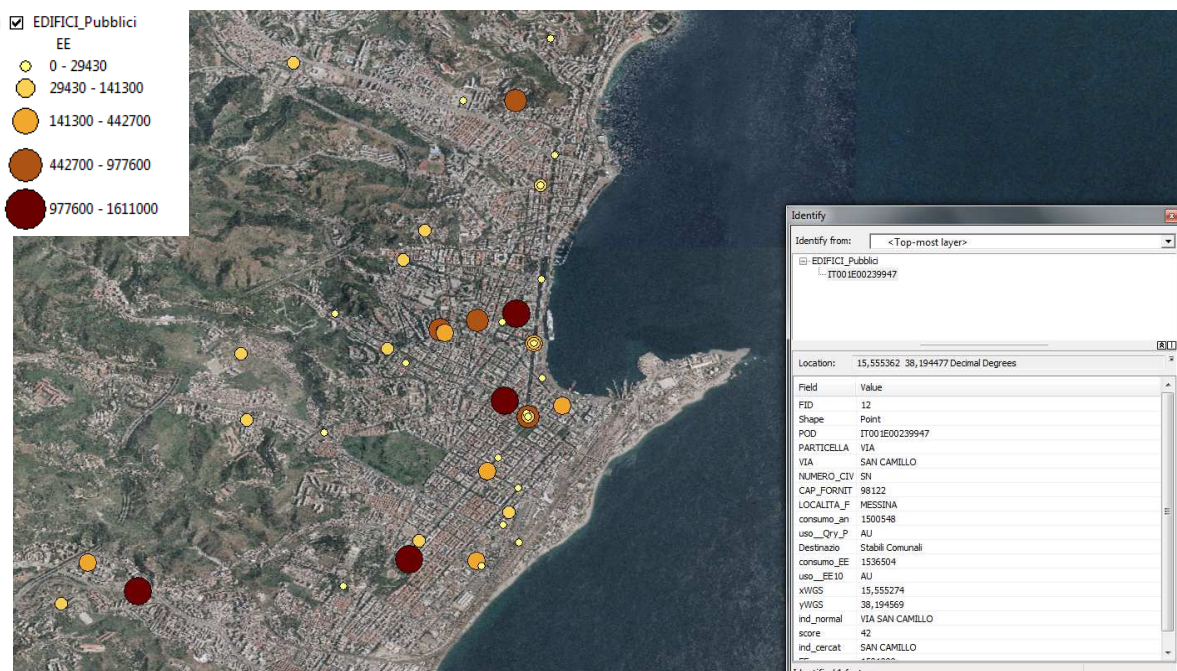 EDIFICI_Pubblici
EE
0 - 29430
29430 - 141300
141300 - 442700
442700 - 977600
977600 - 1611000
Identify
Identify from: <Top-most layer>
EDIFICI_Pubblici
IT001E00239947
Location: 15,555362 38,194477 Decimal Degrees
Field Value
FID 12
Shape Point
POD IT001E00239947
PARTICELLA VIA
VIA SAN CAMILLO
NUMERO_CIV SN
CAP_FORNIT 98122
LOCALITA_F MESSINA
consumo_an 1500548
uso__Qry_P AU
Destinazio Stabili Comunali
consumo_EE 1536504
uso__EE10 AU
xWGS 15,555274
yWGS 38,194569
ind_normal VIA SAN CAMILLO
score 42
ind_cercat SAN CAMILLO